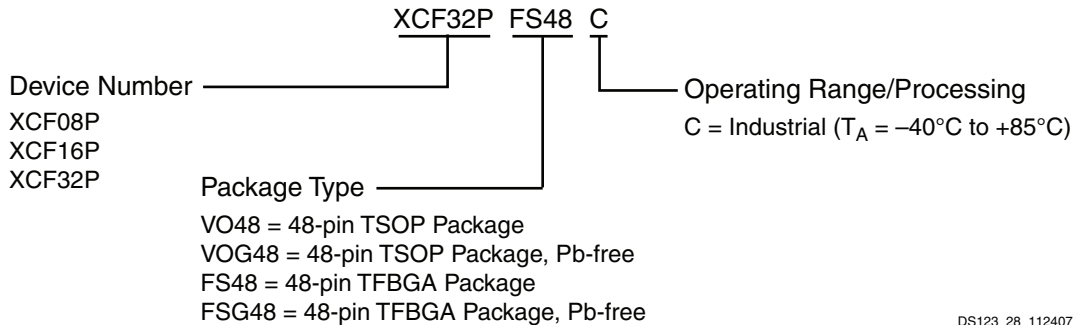 XCF32P FS48 C
Device Number
XCF08P
XCF16P
XCF32P
Package Type
VO48 = 48-pin TSOP Package
VOG48 = 48-pin TSOP Package, Pb-free
FS48 = 48-pin TFBGA Package
FSG48 = 48-pin TFBGA Package, Pb-free
Operating Range/Processing
C = Industrial (T_A = –40°C to +85°C)
DS123_28_112407